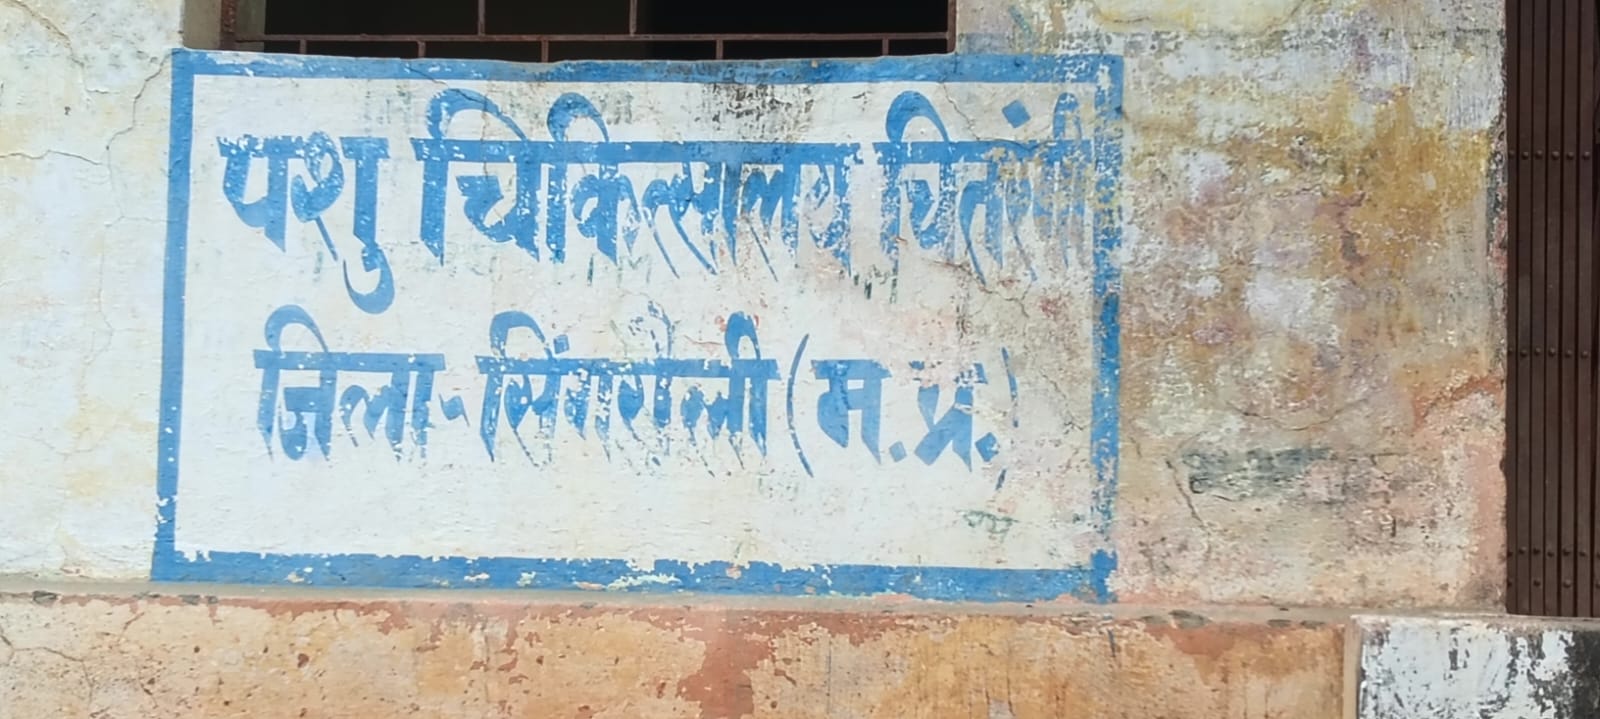 पशु चिकित्सालय चितरंगी
जिला-सिंगरौली (म.प्र.)